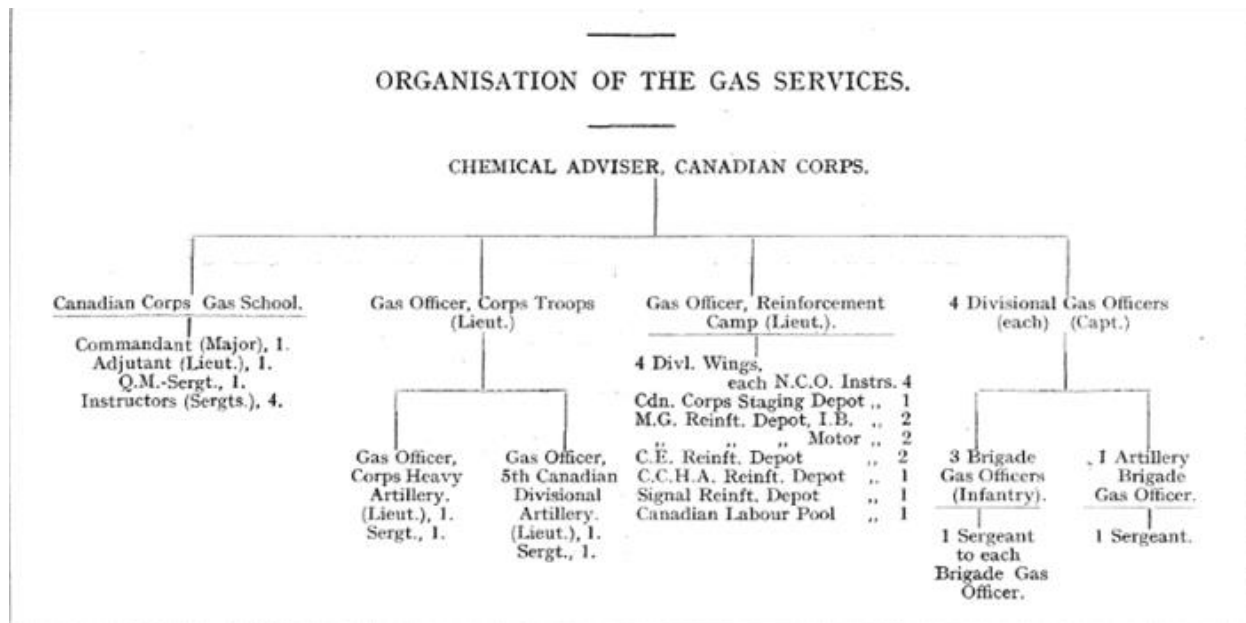 ORGANISATION OF THE GAS SERVICES.
CHEMICAL ADVISER, CANADIAN CORPS.
Canadian Corps Gas School.
Commandant (Major), 1.
Adjutant (Lieut.), 1.
Q.M.-Sergt., 1.
Instructors (Sergts.), 4.
Gas Officer, Corps Troops
(Lieut.)
Gas Officer,
Corps Heavy
Artillery.
(Lieut.), 1.
Sergt., 1.
Gas Officer,
5th Canadian
Divisional
Artillery.
(Lieut.), 1.
Sergt., 1.
Gas Officer, Reinforcement
Camp (Lieut.).
4 Divl. Wings,
each N.C.O. Instrs. 4
Cdn. Corps Staging Depot ,, 1
M.G. Reinft. Depot, I.B. ,, 2
,, ,, ,, Motor ,, 2
C.E. Reinft. Depot ,, 2
C.C.H.A. Reinft. Depot ,, 1
Signal Reinft. Depot ,, 1
Canadian Labour Pool ,, 1
4 Divisional Gas Officers
(each) (Capt.)
3 Brigade
Gas Officers
(Infantry).
1 Sergeant
to each
Brigade Gas
Officer.
1 Artillery
Brigade
Gas Officer.
1 Sergeant.